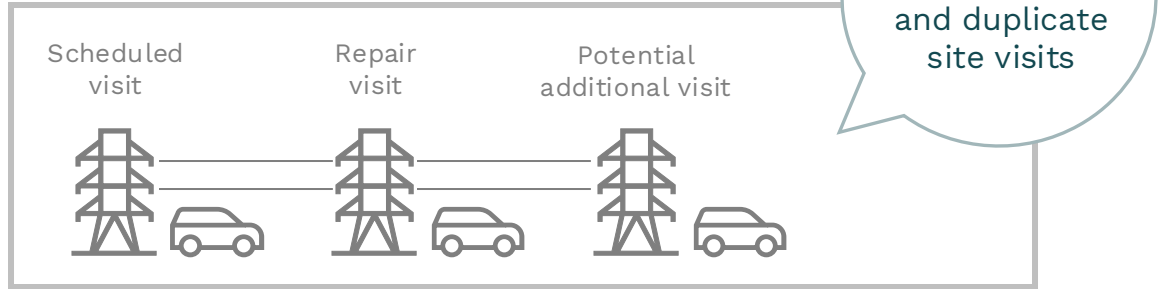 and duplicate
site visits
Scheduled
visit
Repair
visit
Potential
additional visit